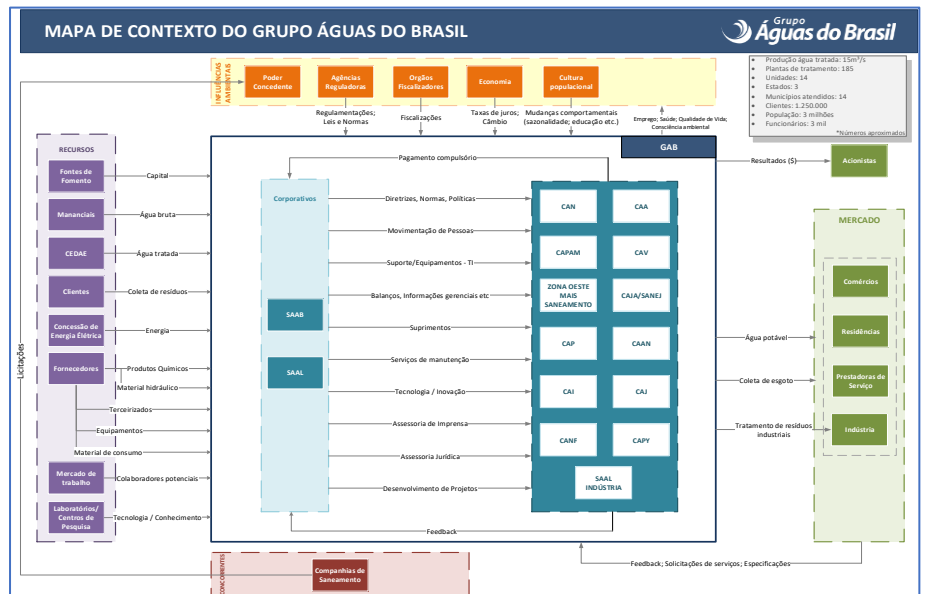 MAPA DE CONTEXTO DO GRUPO ÁGUAS DO BRASIL
Grupo
Águas do Brasil
INFLUÊNCIAS
AMBIENTAIS
Poder
Concedente
Agências
Reguladoras
Orgãos
Fiscalizadores
Economia
Cultura
populacional
Regulamentações;
Leis e Normas
Fiscalizações
Taxas de juros;
Câmbio
Mudanças comportamentais
(sazonalidade; educação etc.)
Emprego; Saúde; Qualidade de Vida;
Consciência ambiental
• Produção água tratada: 15m³/s
• Plantas de tratamento: 185
• Unidades: 14
• Estados: 3
• Municípios atendidos: 14
• Clientes: 1.250.000
• População: 3 milhões
• Funcionários: 3 mil
*Números aproximados
RECURSOS
Fontes de
Fomento
Mananciais
CEDAE
Clientes
Concessão de
Energia Elétrica
Fornecedores
Mercado de
trabalho
Laboratórios/
Centros de
Pesquisa
Capital
Água bruta
Água tratada
Coleta de resíduos
Energia
Produtos Químicos
Material hidráulico
Terceirizados
Equipamentos
Material de consumo
Colaboradores potenciais
Tecnologia / Conhecimento
Licitações
GAB
Pagamento compulsório
Corporativos
SAAB
SAAL
Diretrizes, Normas, Políticas
Movimentação de Pessoas
Suporte/Equipamentos - TI
Balanços, Informações gerenciais etc
Suprimentos
Serviços de manutenção
Tecnologia / Inovação
Assessoria de Imprensa
Assessoria Jurídica
Desenvolvimento de Projetos
Feedback
CAN
CAA
CAPAM
CAV
ZONA OESTE
MAIS
SANEAMENTO
CAJA/SANEJ
CAP
CAAN
CAI
CAJ
CANF
CAPY
SAAL
INDÚSTRIA
Resultados ($)
Acionistas
MERCADO
Comércios
Residências
Prestadoras de
Serviço
Indústria
Água potável
Coleta de esgoto
Tratamento de resíduos
industriais
Feedback; Solicitações de serviços; Especificações
CONCORRENTES
Companhias de
Saneamento